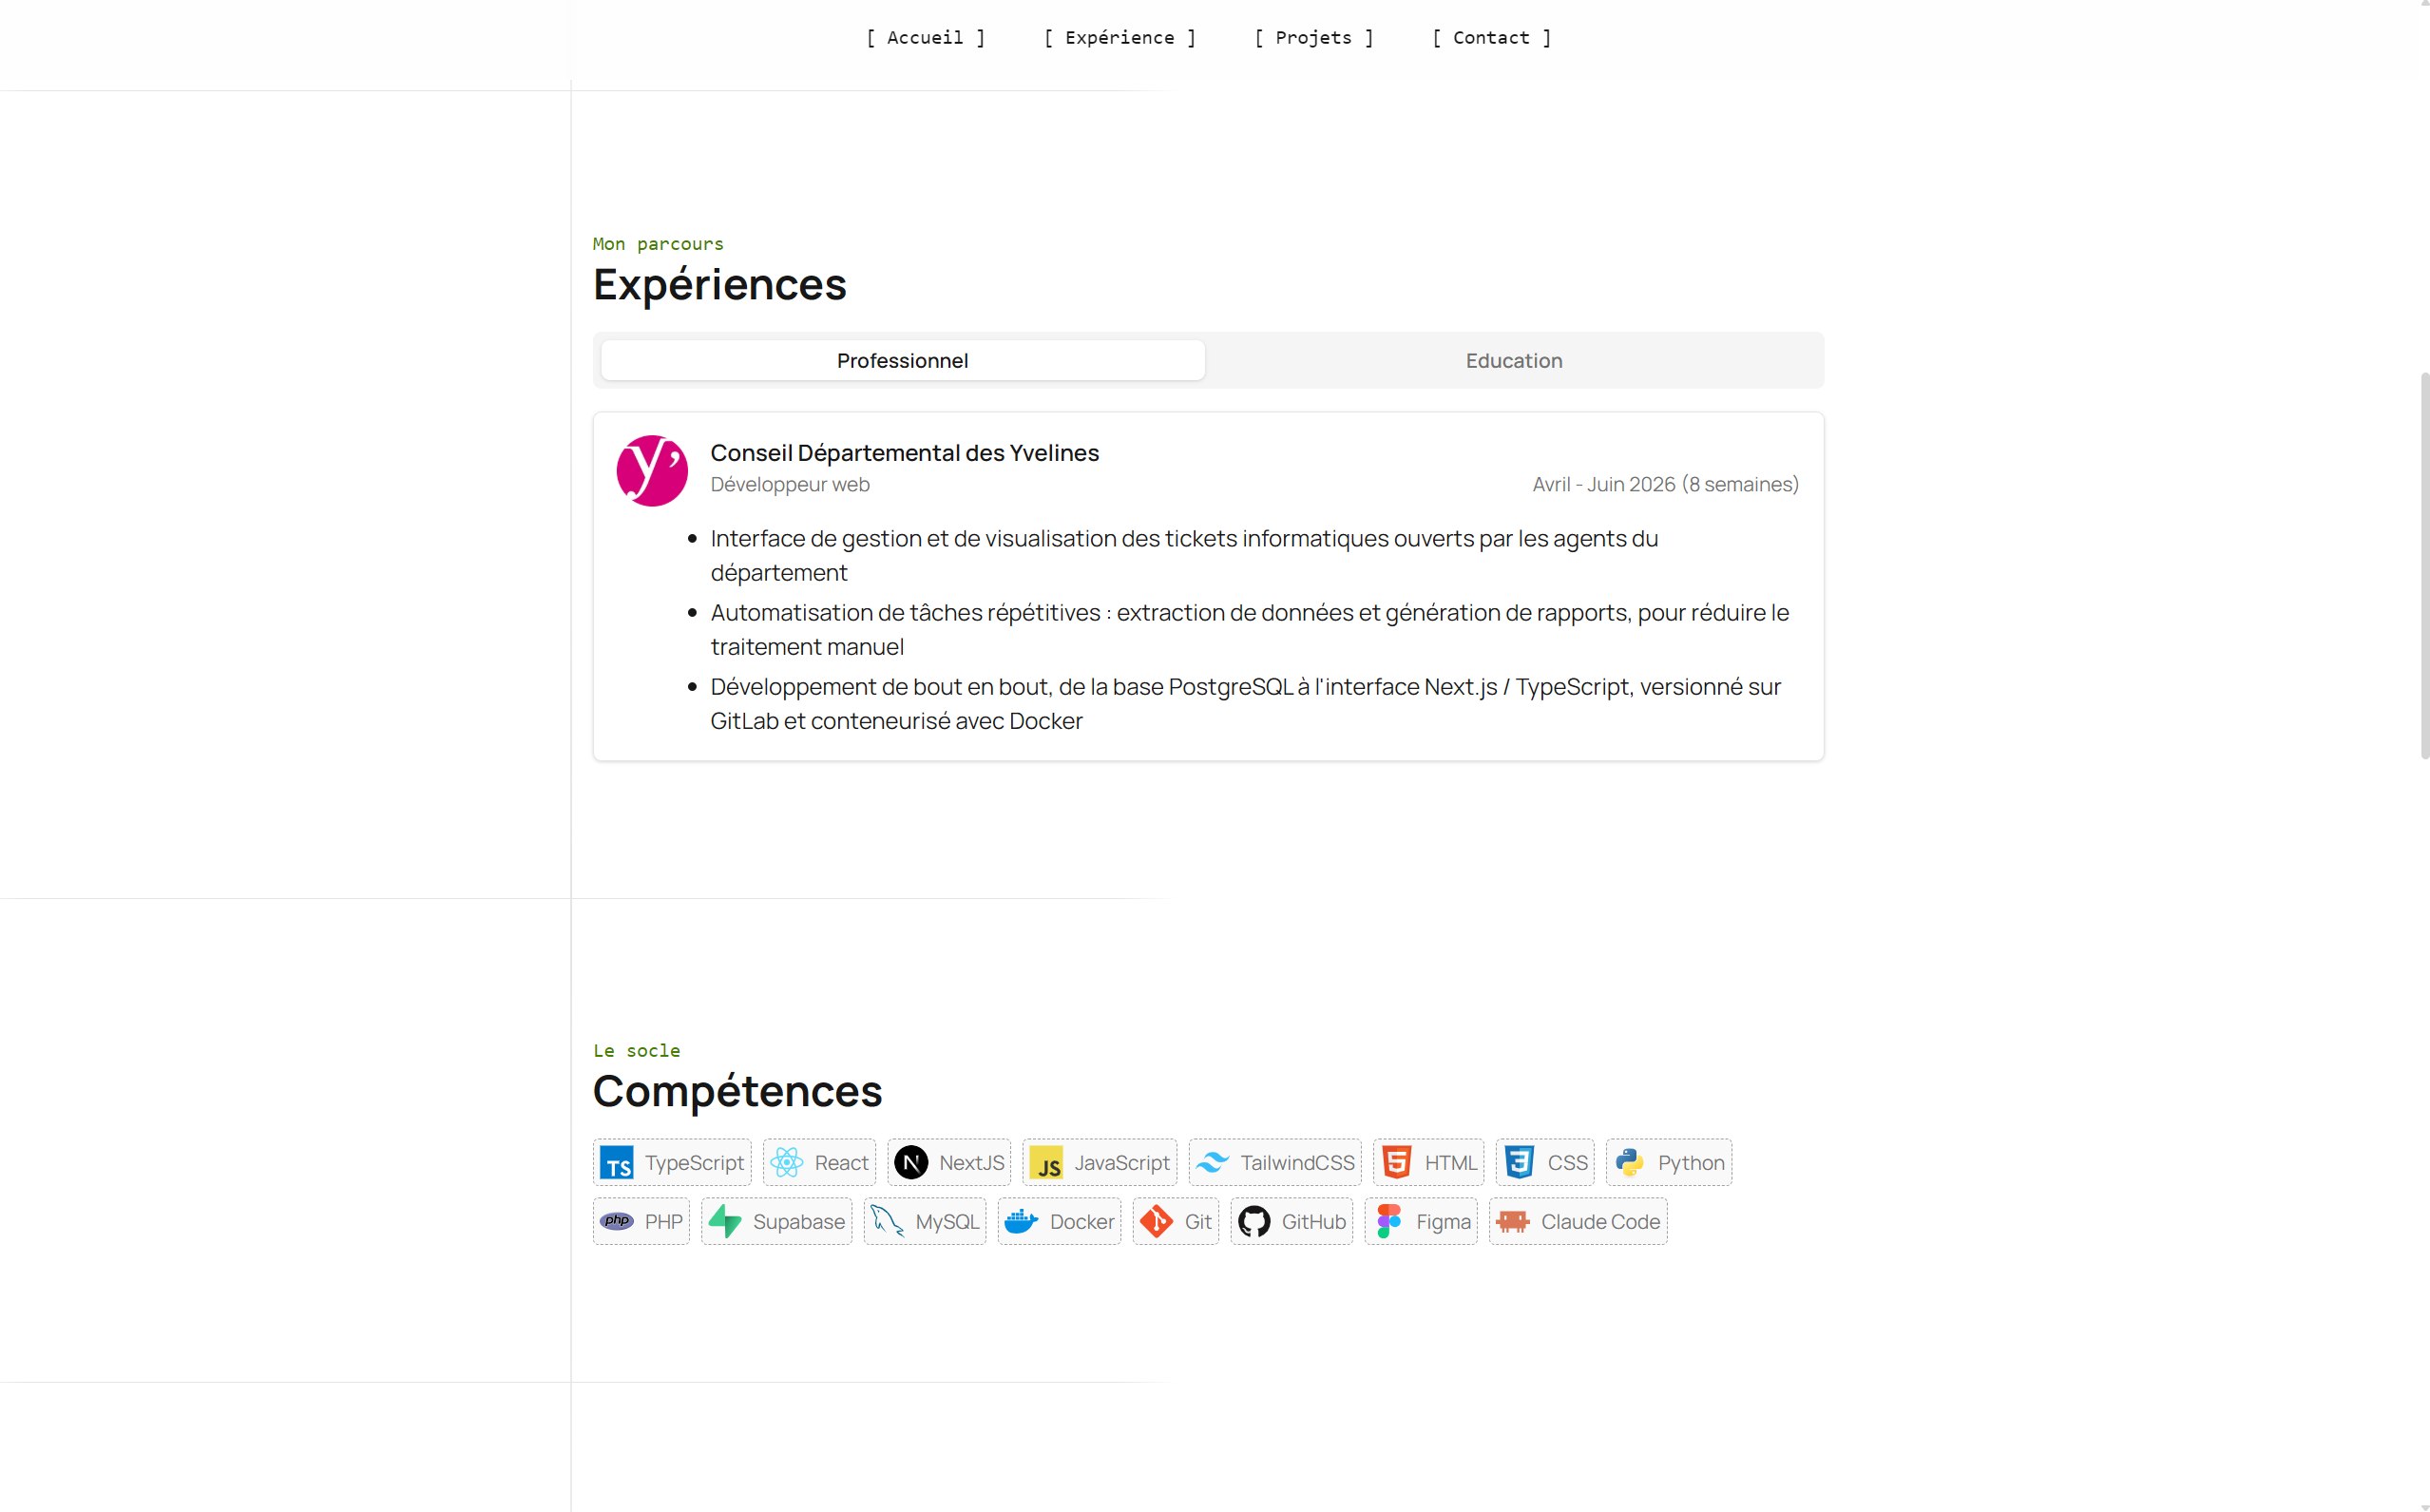 [ Accueil ] [ Expérience ] [ Projets ] [ Contact ]
Mon parcours
Expériences
Professionnel Education
y'
Conseil Départemental des Yvelines
Développeur web Avril - Juin 2026 (8 semaines)
• Interface de gestion et de visualisation des tickets informatiques ouverts par les agents du
département
• Automatisation de tâches répétitives : extraction de données et génération de rapports, pour réduire le
traitement manuel
• Développement de bout en bout, de la base PostgreSQL à l'interface Next.js / TypeScript, versionné sur
GitLab et conteneurisé avec Docker
Le socle
Compétences
TS TypeScript React N NextJS JS JavaScript TailwindCSS 5 HTML 3 CSS Python
php PHP Supabase MySQL Docker Git GitHub Figma Claude Code